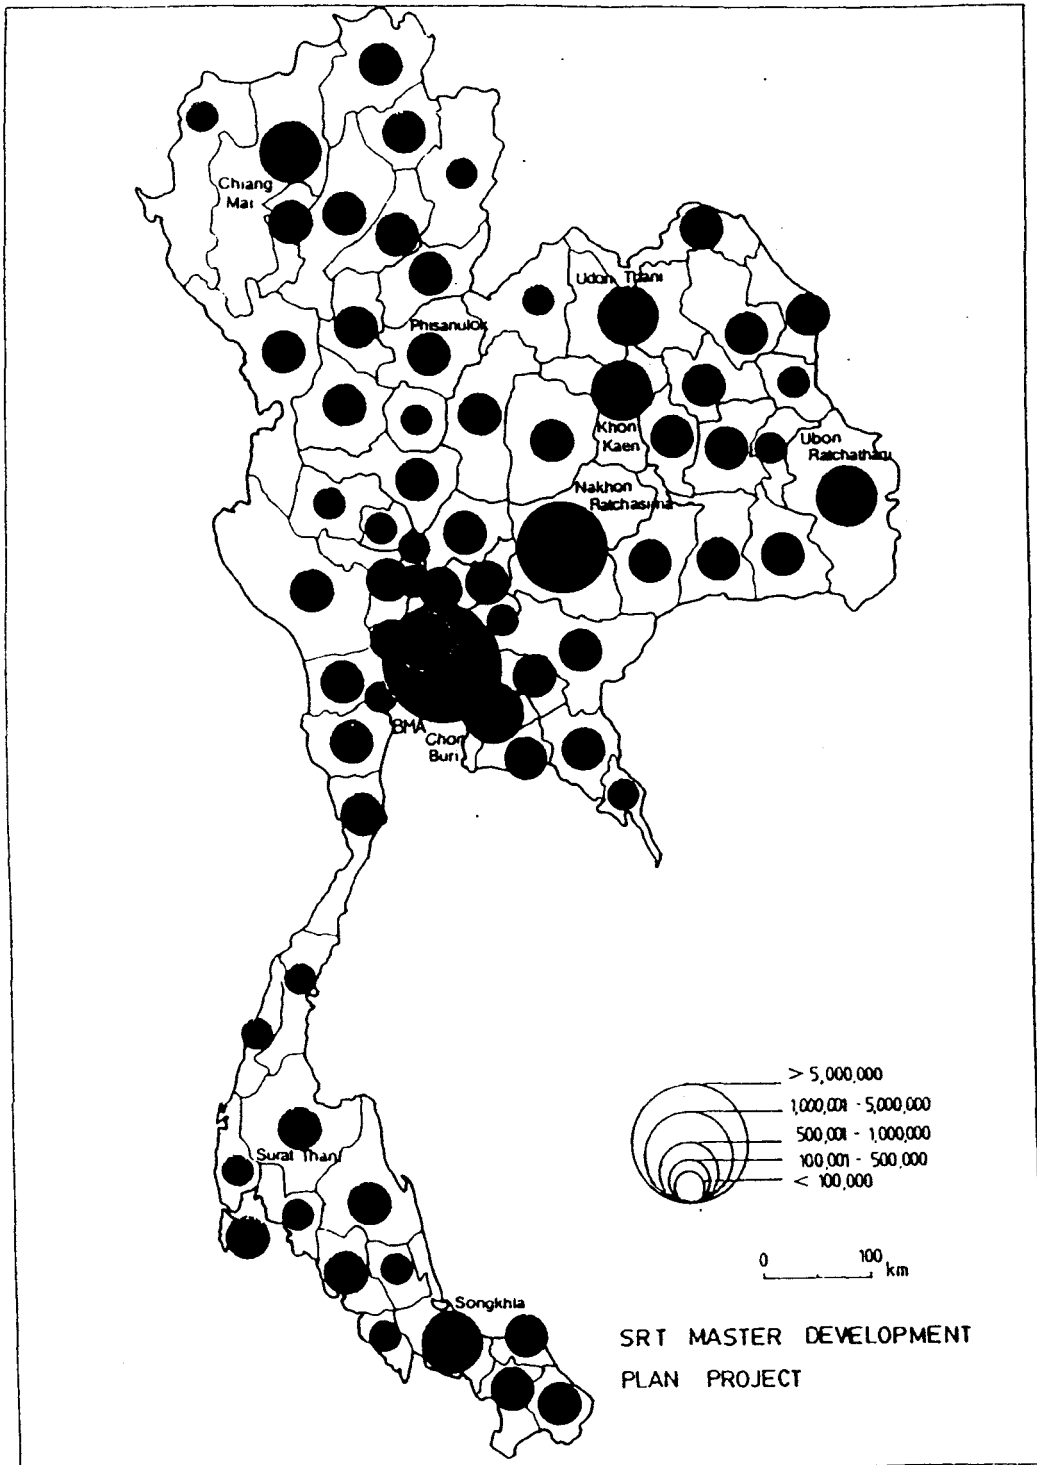 Chiang
Mai
Udon Thani
Phisanulok
Khon
Kaen
Ubon
Ratchathani
Nakhon
Ratchasima
BMA
Chon
Buri
Surat Thani
Songkhla
> 5,000,000
1,000,001 - 5,000,000
500,001 - 1,000,000
100,001 - 500,000
< 100,000
0 100 km
SRT MASTER DEVELOPMENT
PLAN PROJECT